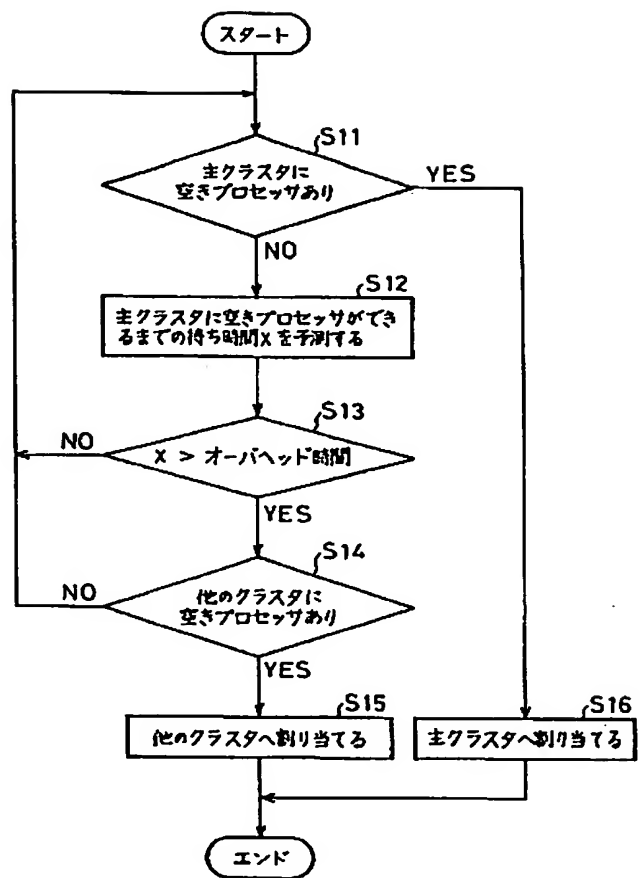 スタート
S11
主クラスタに
空きプロセッサあり
YES
NO
S12
主クラスタに空きプロセッサができ
るまでの待ち時間xを予測する
S13
NO
x > オーバヘッド時間
YES
S14
NO
他のクラスタに
空きプロセッサあり
YES
S15
他のクラスタへ割り当てる
S16
主クラスタへ割り当てる
エンド